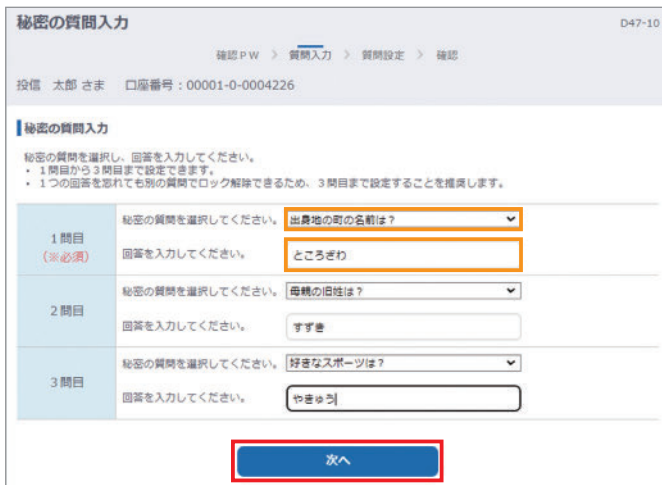 秘密の質問入力
D47-10
確認PW > 質問入力 > 質問設定 > 確認
投信 太郎 さま 口座番号:00001-0-0004226
秘密の質問入力
秘密の質問を選択し、回答を入力してください。
・ 1問目から3問目まで設定できます。
・ 1つの回答を忘れても別の質問でロック解除できるため、3問目まで設定することを推奨します。
1問目
(※必須)
秘密の質問を選択してください。 出身地の町の名前は?
回答を入力してください。 ところざわ
2問目
秘密の質問を選択してください。 母親の旧姓は?
回答を入力してください。 すずき
3問目
秘密の質問を選択してください。 好きなスポーツは?
回答を入力してください。 やきゅう
次へ